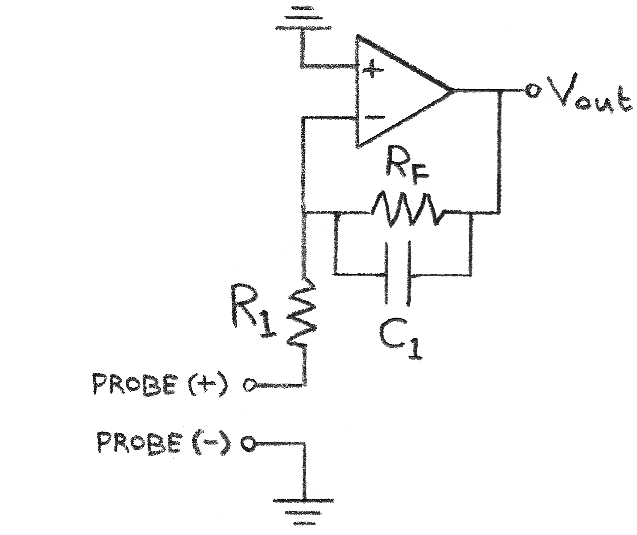 +
−
Vout
RF
R1
C1
PROBE (+)
PROBE (-)